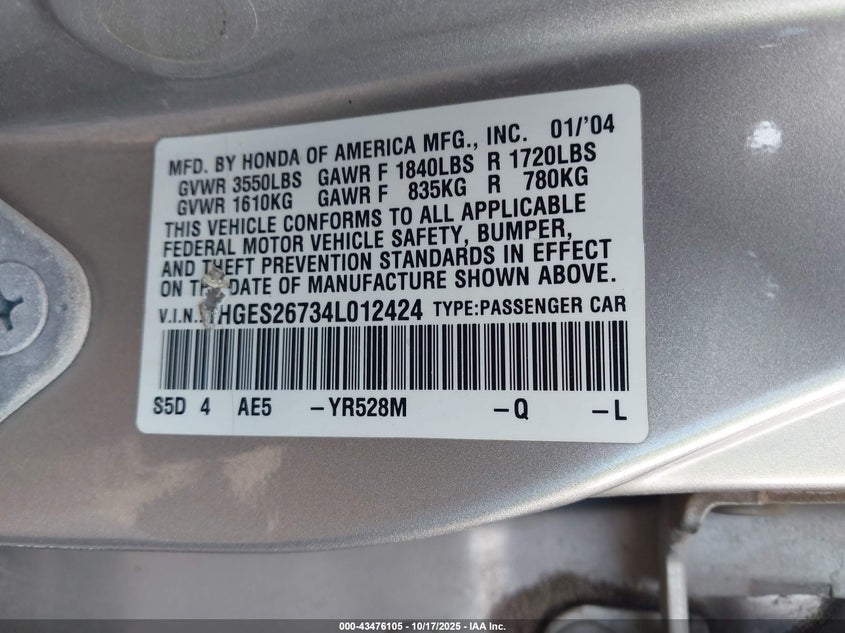 MFD. BY HONDA OF AMERICA MFG., INC. 01/'04
GVWR 3550LBS GAWR F 1840LBS R 1720LBS
GVWR 1610KG GAWR F 835KG R 780KG
THIS VEHICLE CONFORMS TO ALL APPLICABLE
FEDERAL MOTOR VEHICLE SAFETY, BUMPER,
AND THEFT PREVENTION STANDARDS IN EFFECT
ON THE DATE OF MANUFACTURE SHOWN ABOVE.
V.I.N.: HGES26734L012424 TYPE:PASSENGER CAR
S5D 4 AE5 -YR528M -Q -L
000-43476105 - 10/17/2025 - IAA Inc.